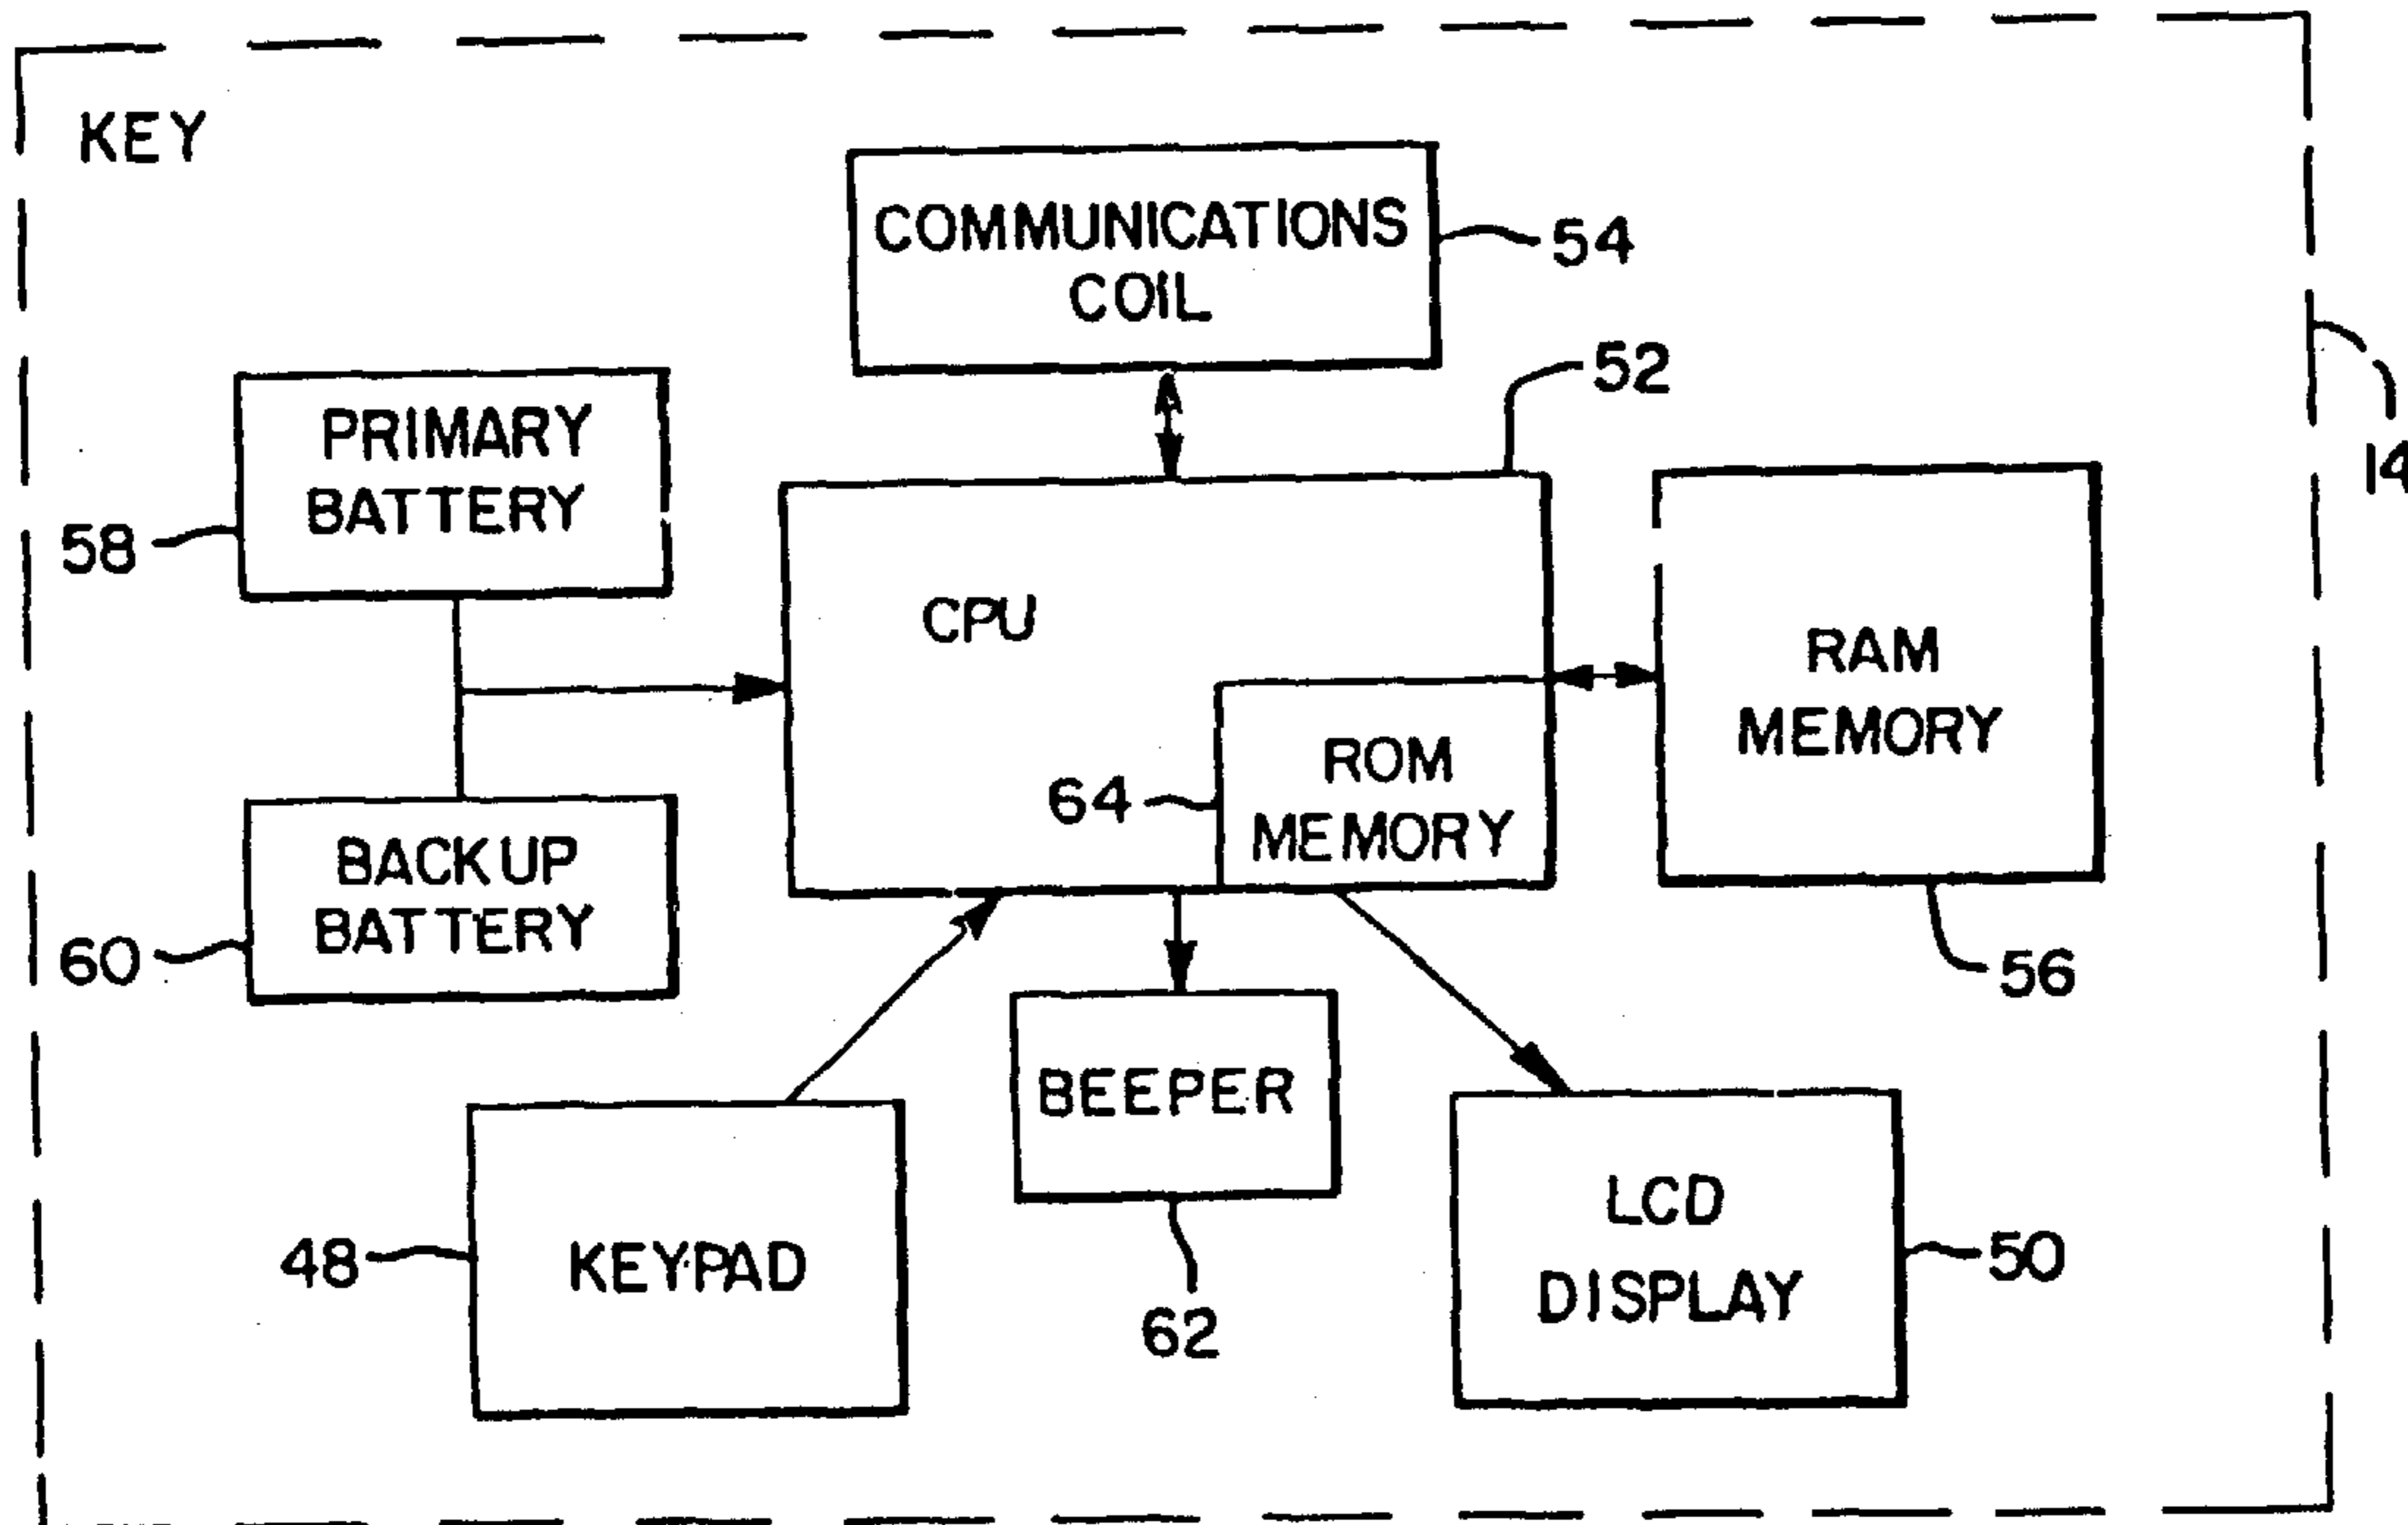 KEY
COMMUNICATIONS
COIL
54
52
14
PRIMARY
BATTERY
58
CPU
RAM
MEMORY
64
ROM
MEMORY
BACKUP
BATTERY
60
56
BEEPER
48
KEYPAD
62
LCD
DISPLAY
50